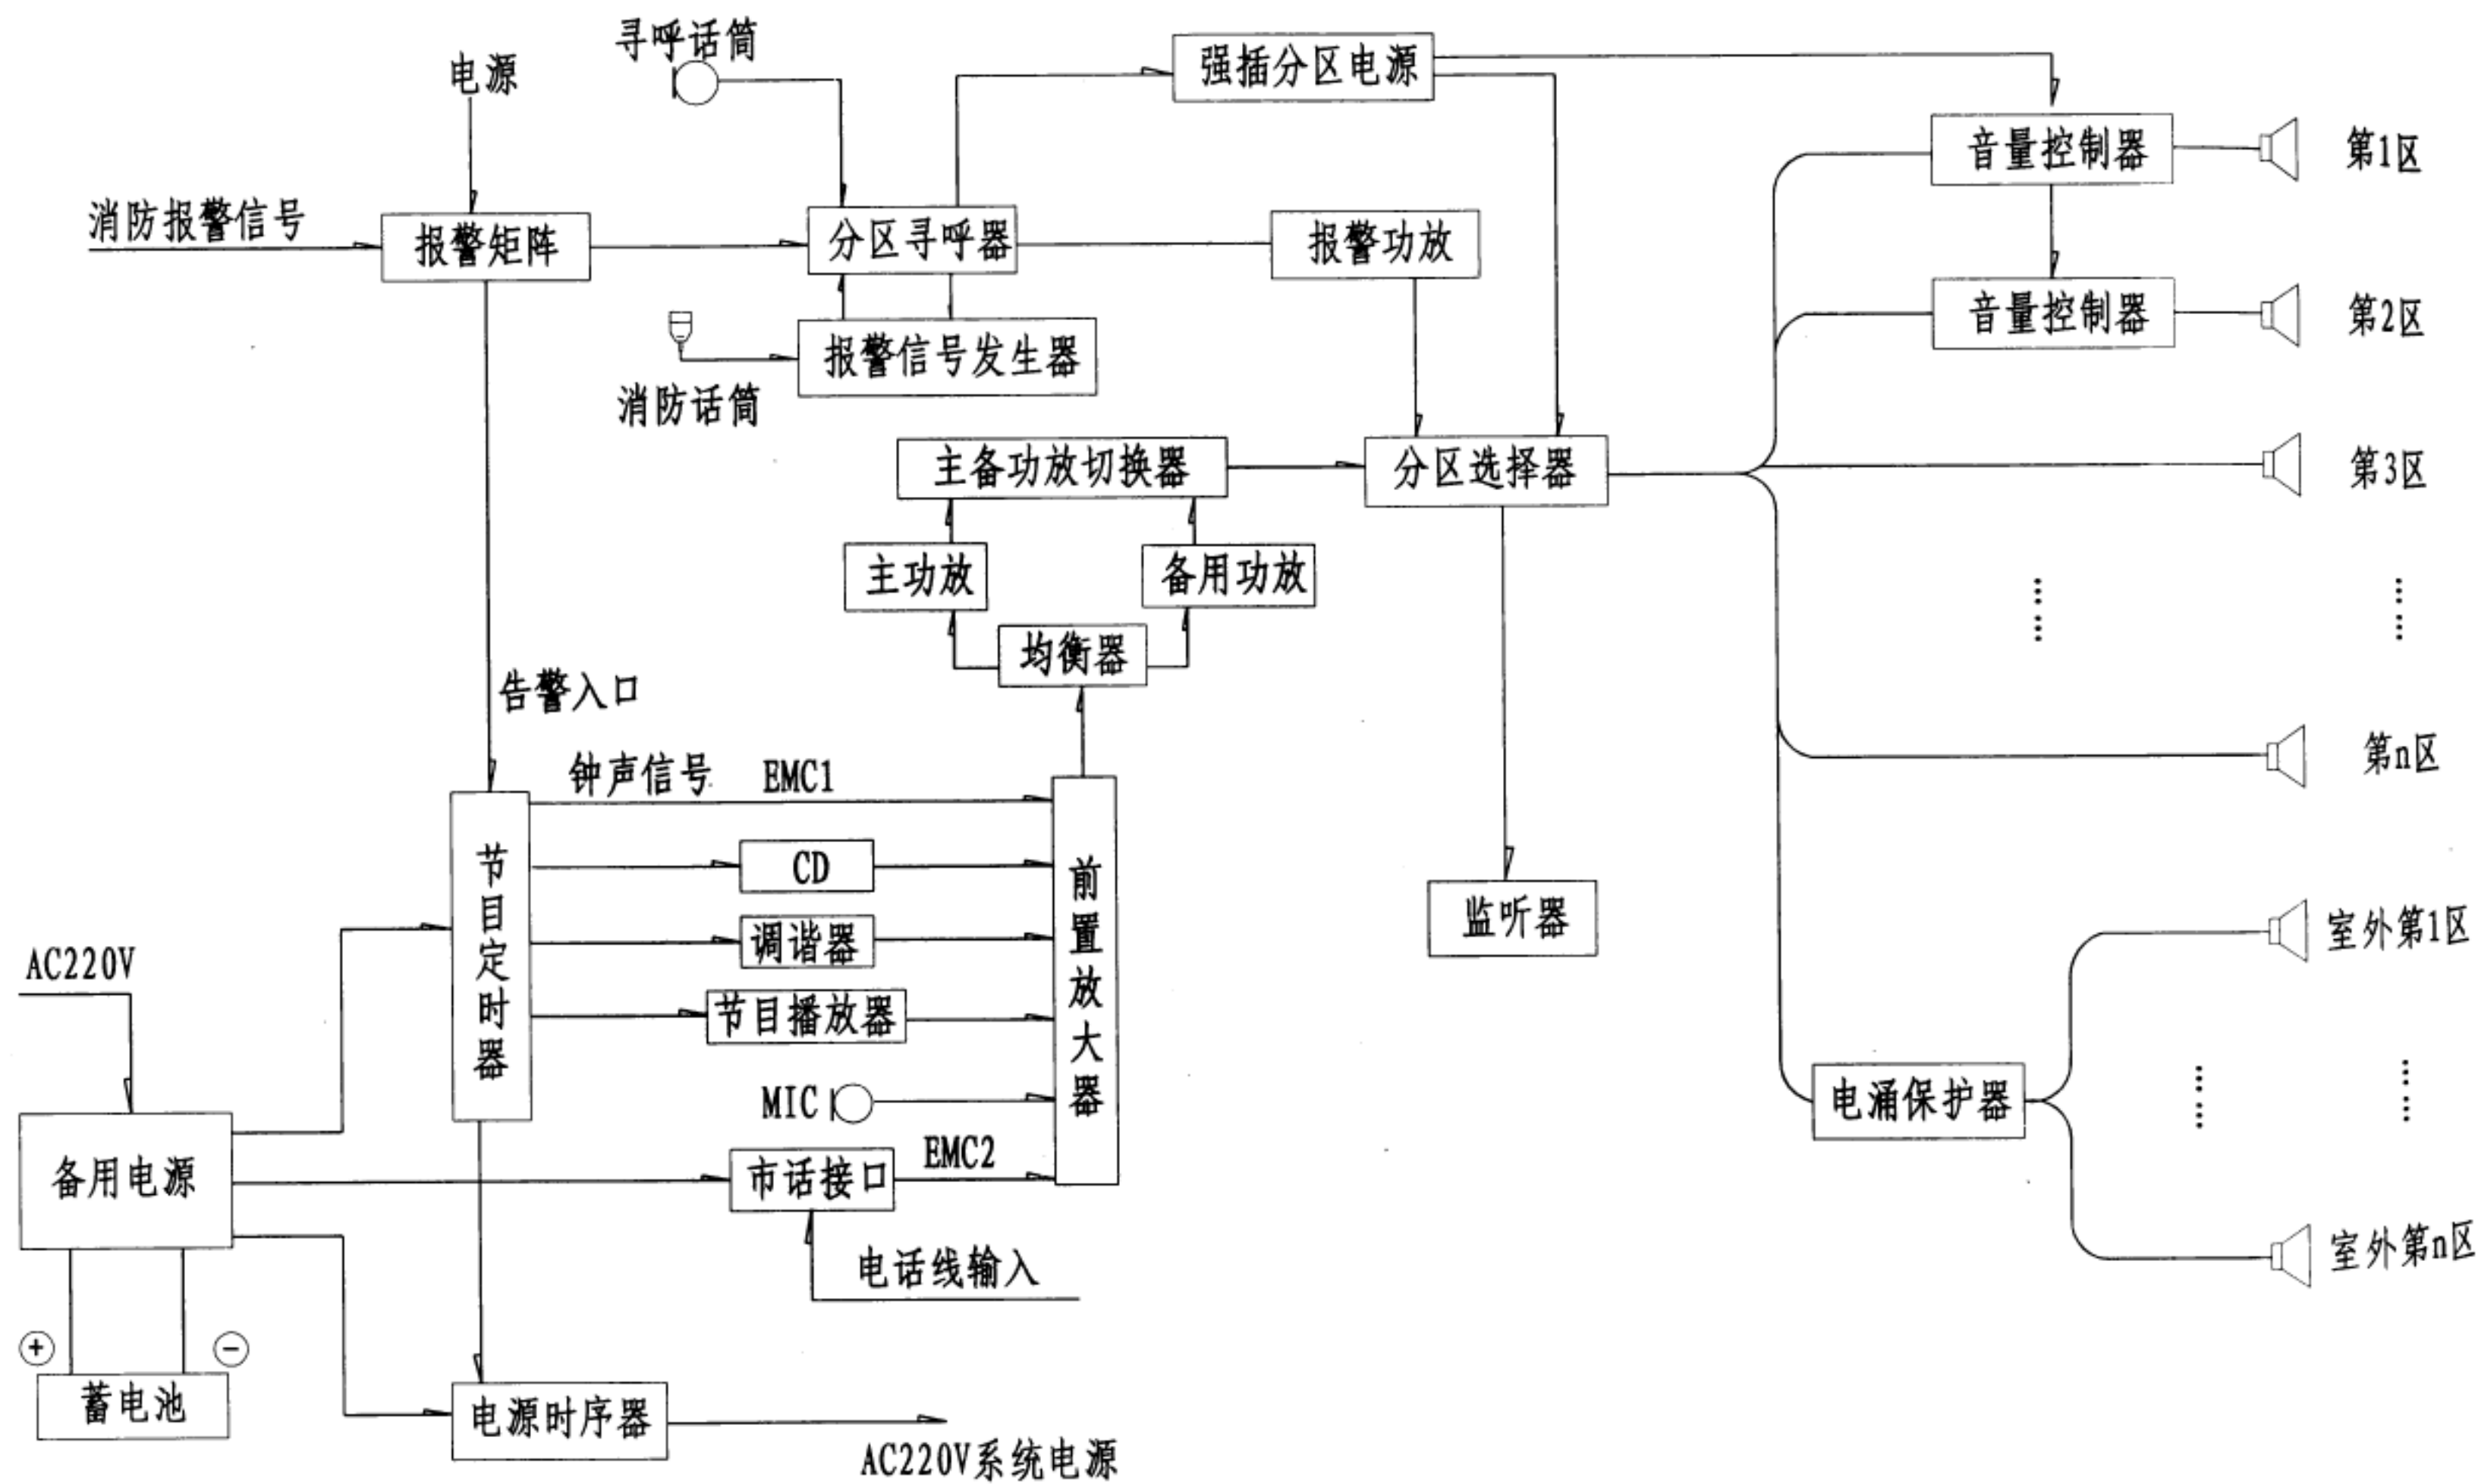 寻呼话筒
电源
强插分区电源
音量控制器
第1区
消防报警信号
报警矩阵
分区寻呼器
报警功放
音量控制器
第2区
报警信号发生器
消防话筒
主备功放切换器
分区选择器
第3区
主功放
备用功放
……
……
均衡器
告警入口
钟声信号
EMC1
第n区
节目定时器
CD
前置放大器
监听器
室外第1区
调谐器
AC220V
节目播放器
MIC
电涌保护器
……
……
备用电源
市话接口
EMC2
电话线输入
室外第n区
+
−
蓄电池
电源时序器
AC220V系统电源